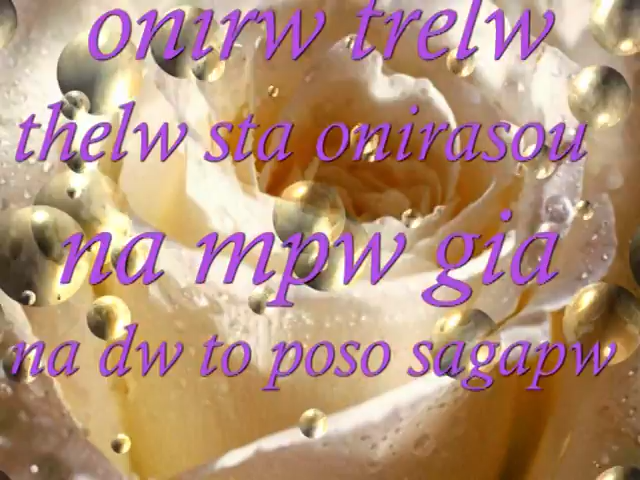 onirw trelw
thelw sta onirasou
na mpw gia
na dw to poso sagapw